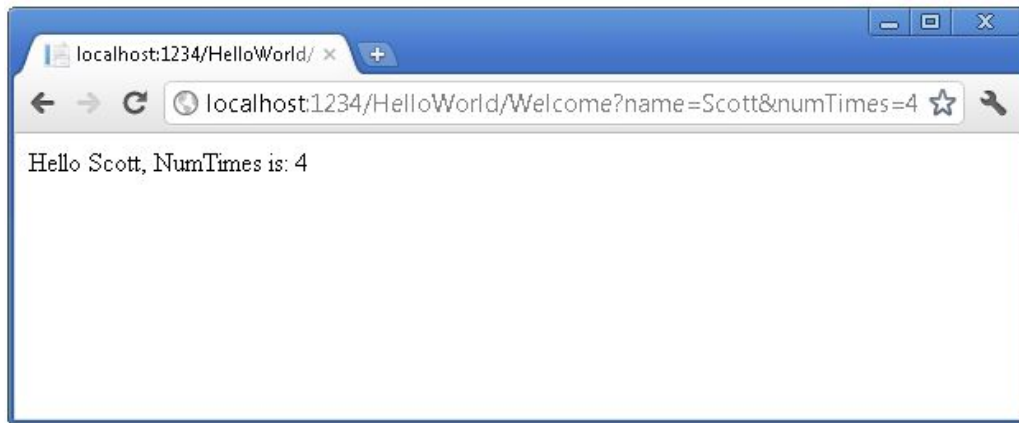 localhost:1234/HelloWorld/
localhost:1234/HelloWorld/Welcome?name=Scott&numTimes=4
Hello Scott, NumTimes is: 4